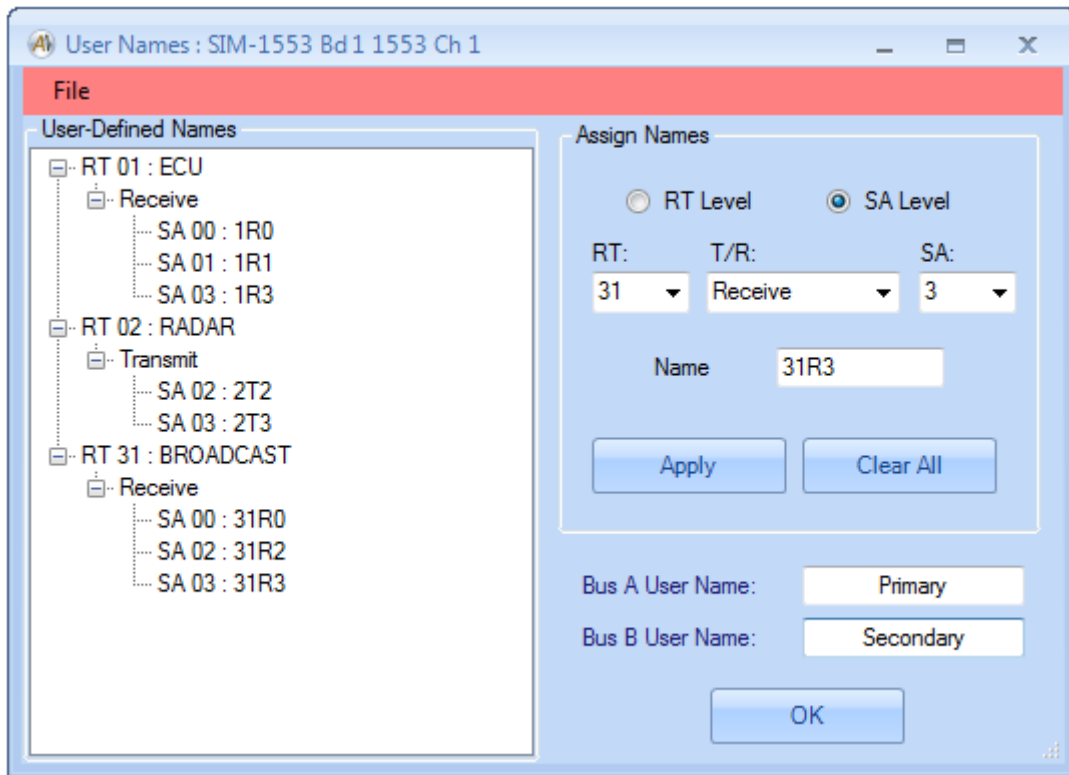 User Names : SIM-1553 Bd 1 1553 Ch 1
File
User-Defined Names
RT 01 : ECU
Receive
SA 00 : 1R0
SA 01 : 1R1
SA 03 : 1R3
RT 02 : RADAR
Transmit
SA 02 : 2T2
SA 03 : 2T3
RT 31 : BROADCAST
Receive
SA 00 : 31R0
SA 02 : 31R2
SA 03 : 31R3
Assign Names
RT Level SA Level
RT: T/R: SA:
31 Receive 3
Name 31R3
Apply Clear All
Bus A User Name: Primary
Bus B User Name: Secondary
OK